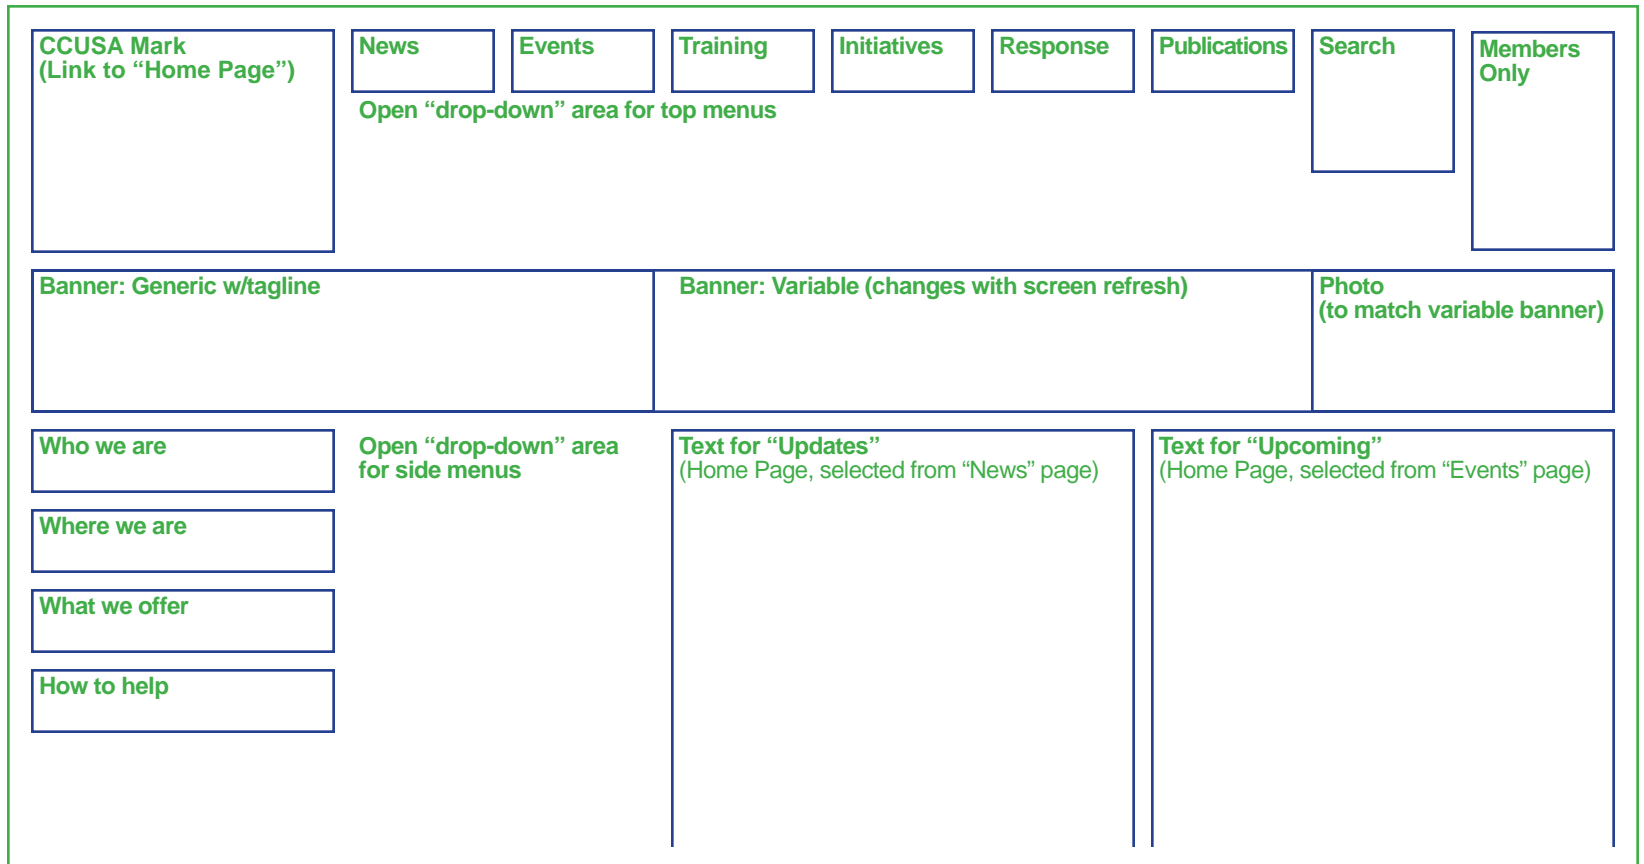 CCUSA Mark
(Link to “Home Page”)
News
Events
Training
Initiatives
Response
Publications
Search
Members
Only
Open “drop-down” area for top menus
Banner: Generic w/tagline
Banner: Variable (changes with screen refresh)
Photo
(to match variable banner)
Who we are
Where we are
What we offer
How to help
Open “drop-down” area
for side menus
Text for “Updates”
(Home Page, selected from “News” page)
Text for “Upcoming”
(Home Page, selected from “Events” page)